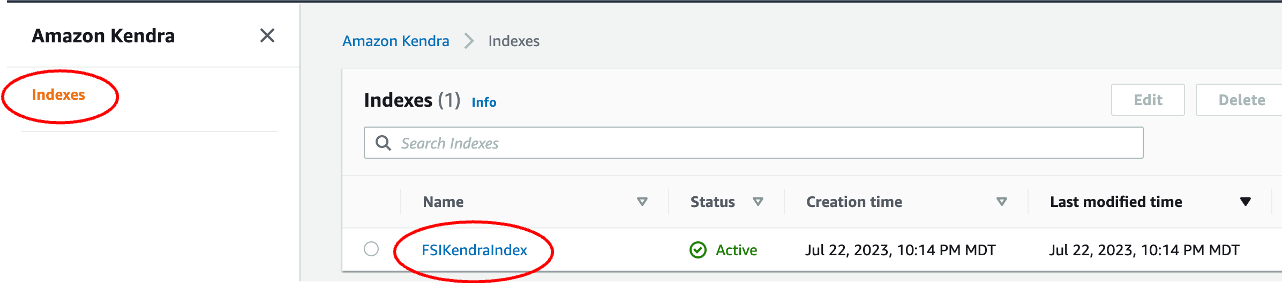 Amazon Kendra
Indexes
Amazon Kendra > Indexes
Indexes (1) Info
Edit
Delete
Search Indexes
Name
Status
Creation time
Last modified time
FSIKendraIndex
Active
Jul 22, 2023, 10:14 PM MDT
Jul 22, 2023, 10:14 PM MDT